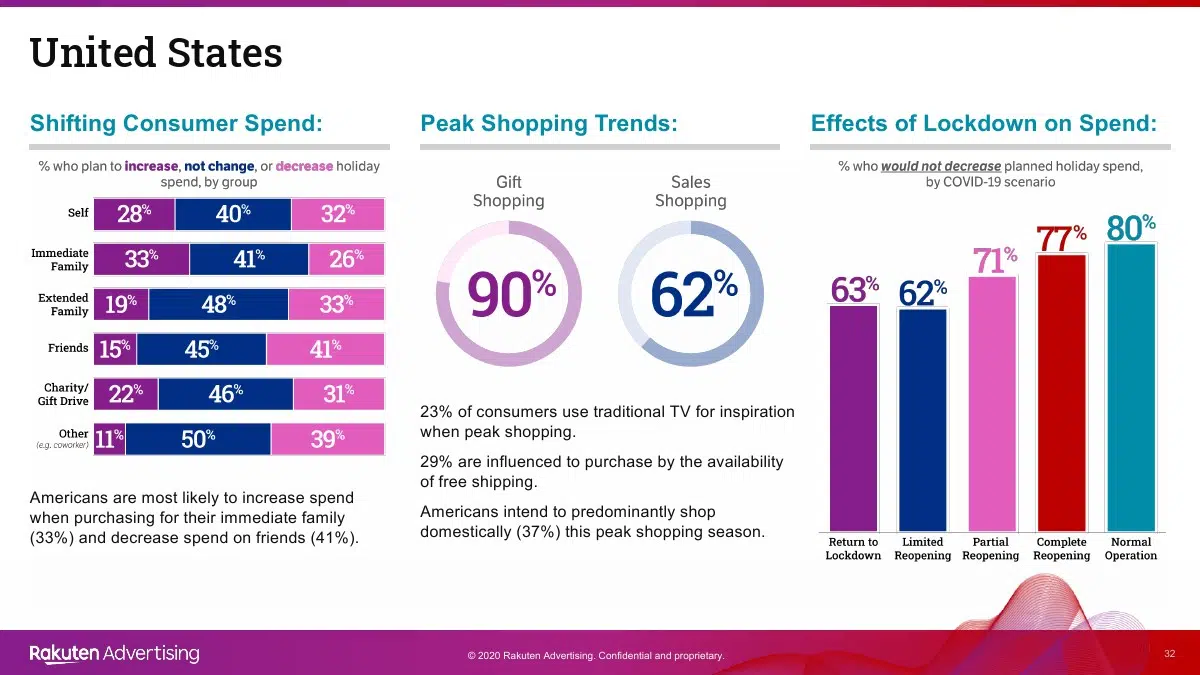 United States
Shifting Consumer Spend:
% who plan to increase, not change, or decrease holiday
spend, by group
Self 28% 40% 32%
Immediate
Family 33% 41% 26%
Extended
Family 19% 48% 33%
Friends 15% 45% 41%
Charity/
Gift Drive 22% 46% 31%
Other
(e.g. coworker) 11% 50% 39%
Americans are most likely to increase spend
when purchasing for their immediate family
(33%) and decrease spend on friends (41%).
Peak Shopping Trends:
Gift
Shopping
90%
Sales
Shopping
62%
23% of consumers use traditional TV for inspiration
when peak shopping.
29% are influenced to purchase by the availability
of free shipping.
Americans intend to predominantly shop
domestically (37%) this peak shopping season.
Effects of Lockdown on Spend:
% who would not decrease planned holiday spend,
by COVID-19 scenario
63% 62% 71% 77% 80%
Return to
Lockdown
Limited
Reopening
Partial
Reopening
Complete
Reopening
Normal
Operation
Rakuten Advertising
© 2020 Rakuten Advertising. Confidential and proprietary.
32